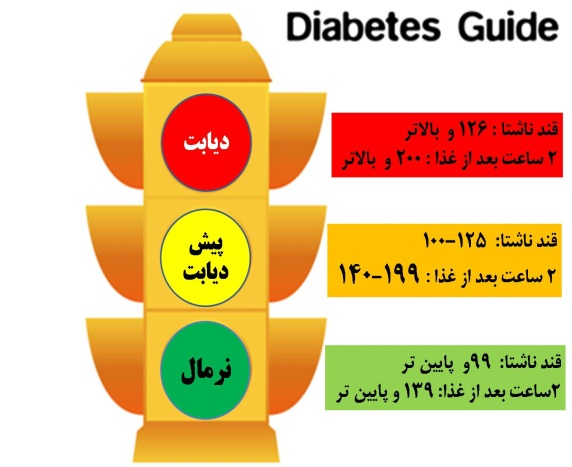 Diabetes Guide
دیابت
قند ناشتا : ۱۲۶ و بالاتر
۲ ساعت بعد از غذا : ۲۰۰ و بالاتر
پیش
دیابت
قند ناشتا: ۱۲۵-۱۰۰
۲ ساعت بعد از غذا : ۱۹۹-۱۴۰
نرمال
قند ناشتا: ۹۹و پایین تر
۲ساعت بعد از غذا: ۱۳۹ و پایین تر